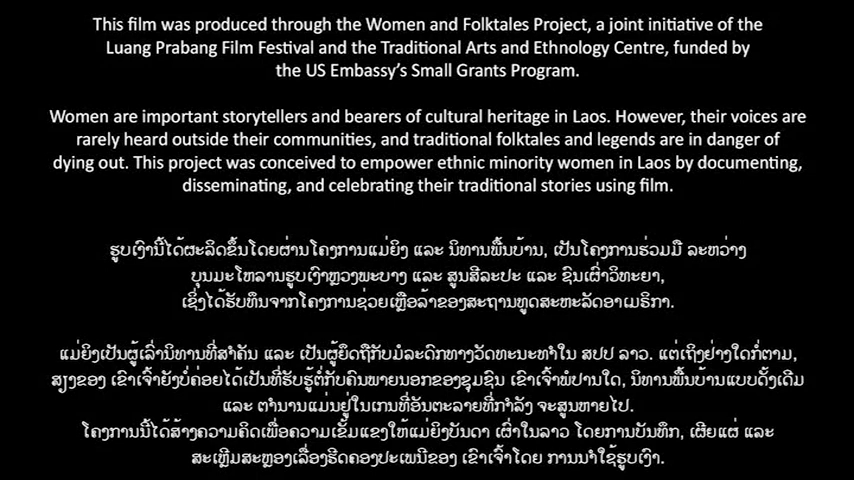 This film was produced through the Women and Folktales Project, a joint initiative of the
Luang Prabang Film Festival and the Traditional Arts and Ethnology Centre, funded by
the US Embassy's Small Grants Program.
Women are important storytellers and bearers of cultural heritage in Laos. However, their voices are
rarely heard outside their communities, and traditional folktales and legends are in danger of
dying out. This project was conceived to empower ethnic minority women in Laos by documenting,
disseminating, and celebrating their traditional stories using film.
ຮູບເງົານີ້ໄດ້ຜະລິດຂຶ້ນໂດຍຜ່ານໂຄງການແມ່ຍິງ ແລະ ນິທານພື້ນບ້ານ, ເປັນໂຄງການຮ່ວມມື ລະຫວ່າງ
ບຸນມະໂຫລານຮູບເງົາຫຼວງພະບາງ ແລະ ສູນສິລະປະ ແລະ ຊົນເຜົ່າວິທະຍາ,
ເຊິ່ງໄດ້ຮັບທຶນຈາກໂຄງການຊ່ວຍເຫຼືອລ້າຂອງສະຖານທູດສະຫະລັດອາເມຣິກາ.
ແມ່ຍິງເປັນຜູ້ເລົ່ານິທານທີ່ສຳຄັນ ແລະ ເປັນຜູ້ຍຶດຖືກັບມໍລະດົກທາງວັດທະນະທຳໃນ ສປປ ລາວ. ແຕ່ເຖິງຢ່າງໃດກໍ່ຕາມ,
ສຽງຂອງ ເຂົາເຈົ້າຍັງບໍ່ຄ່ອຍໄດ້ເປັນທີ່ຮັບຮູ້ຕໍ່ກັບຄົນພາຍນອກຂອງຊຸມຊົນ ເຂົາເຈົ້າພໍປານໃດ, ນິທານພື້ນບ້ານແບບດັ້ງເດີມ
ແລະ ຕຳນານແມ່ນຢູ່ໃນເກນທີ່ອັນຕະລາຍທີ່ກຳລັງ ຈະສູນຫາຍໄປ.
ໂຄງການນີ້ໄດ້ສ້າງຄວາມຄິດເພື່ອຄວາມເຂັ້ມແຂງໃຫ້ແມ່ຍິງບັນດາ ເຜົ່າໃນລາວ ໂດຍການບັນທຶກ, ເຜີຍແຜ່ ແລະ
ສະເຫຼີມສະຫຼອງເລື່ອງຮີດຄອງປະເພນີຂອງ ເຂົາເຈົ້າໂດຍ ການນຳໃຊ້ຮູບເງົາ.